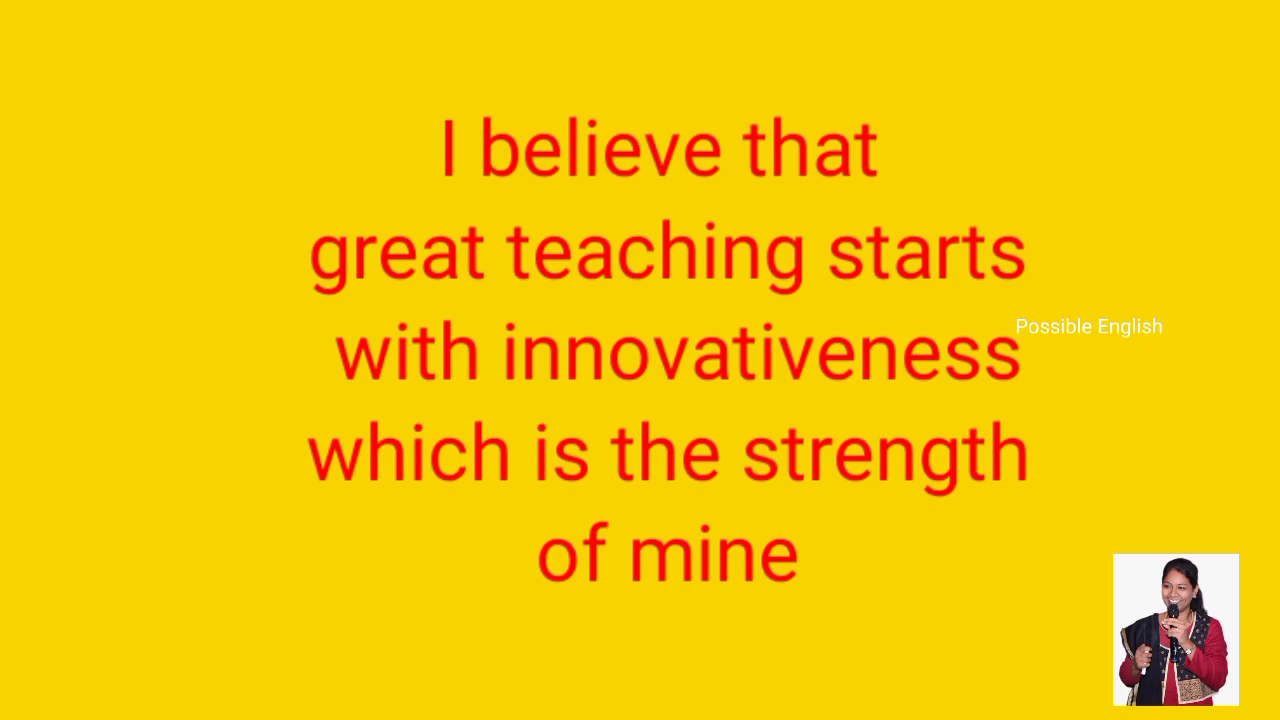 I believe that
great teaching starts
with innovativeness
Possible English
which is the strength
of mine